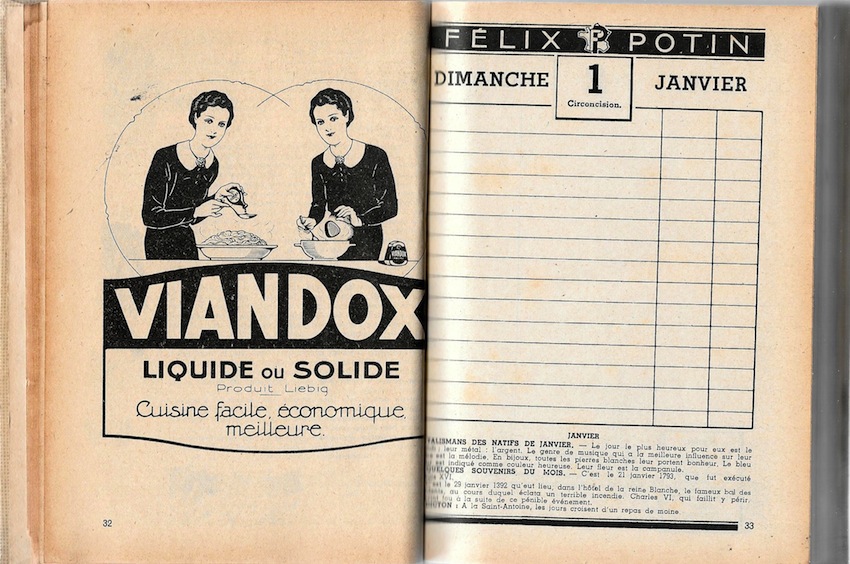 VIANDOX
LIQUIDE ou SOLIDE
Produit Liebig
Cuisine facile, économique,
meilleure.
32
FÉLIX POTIN
DIMANCHE 1 JANVIER
Circoncision.
JANVIER
TALISMANS DES NATIFS DE JANVIER. — Le jour le plus heureux pour eux est le
; leur métal : l'argent. Le genre de musique qui a la meilleure influence sur leur
est la mélodie. En bijoux, toutes les pierres blanches leur portent bonheur. Le bleu
est indiqué comme couleur heureuse. Leur fleur est la campanule.
QUELQUES SOUVENIRS DU MOIS. — C'est le 21 janvier 1793, que fut exécuté
XVI.
est le 29 janvier 1392 qu'eut lieu, dans l'hôtel de la reine Blanche, le fameux bal des
, au cours duquel éclata un terrible incendie. Charles VI, qui faillit y périr,
fou à la suite de ce pénible événement.
: A la Saint-Antoine, les jours croisent d'un repas de moine.
33